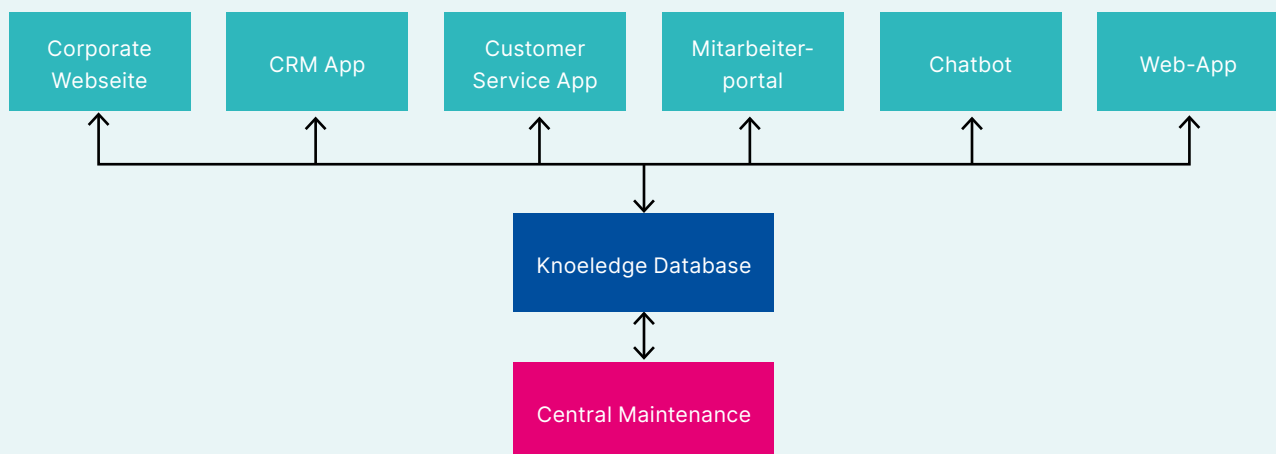 Corporate
Webseite
CRM App
Customer
Service App
Mitarbeiter-
portal
Chatbot
Web-App
Knoeledge Database
Central Maintenance